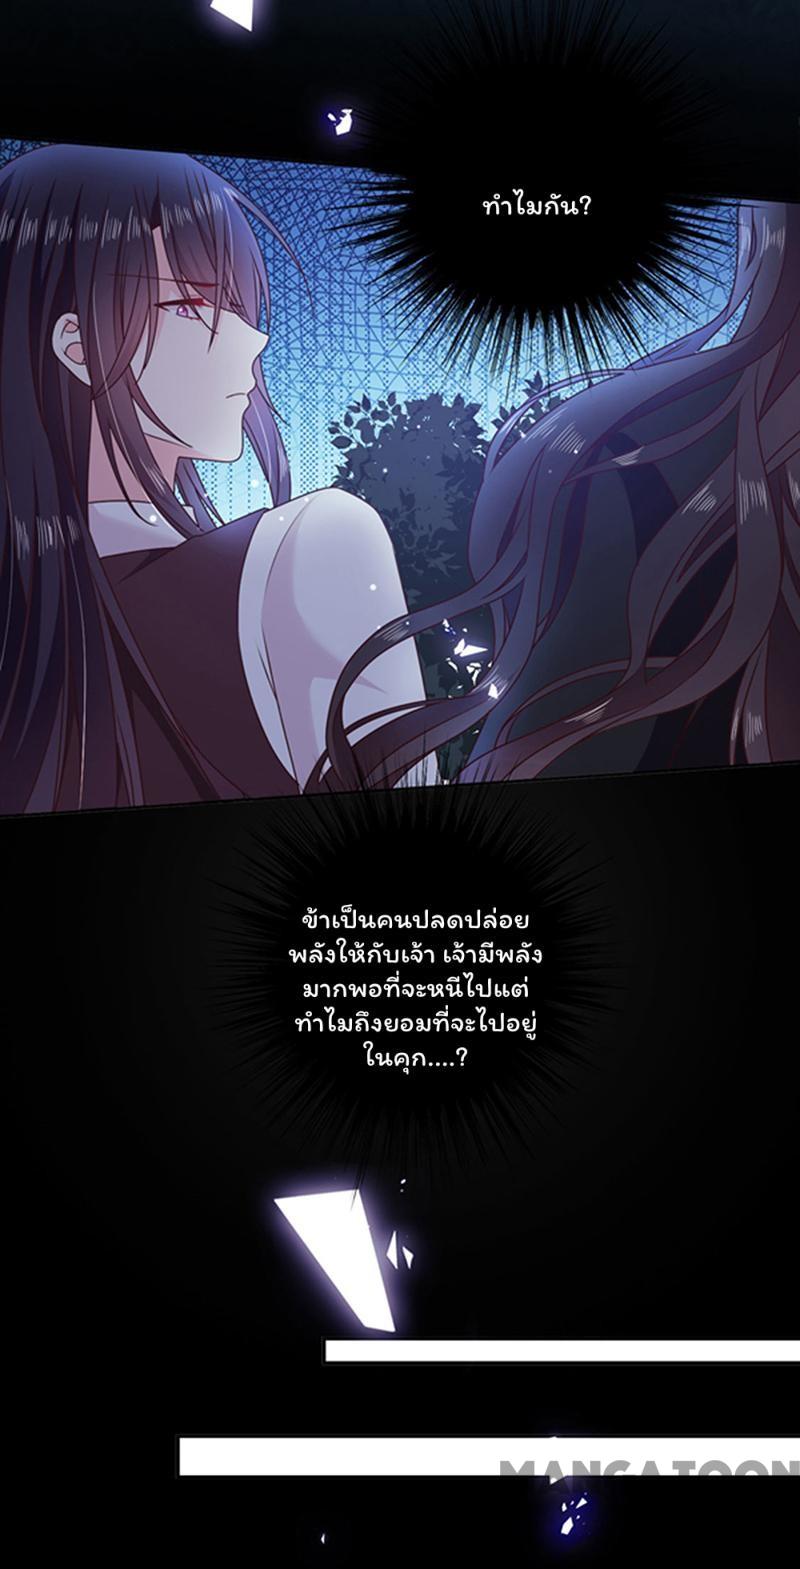 ทำไมกัน?
ข้าเป็นคนปลดปล่อย
พลังให้กับเจ้า เจ้ามีพลัง
มากพอที่จะหนีไปแต่
ทำไมถึงยอมที่จะไปอยู่
ในคุก....?
MANGATOON